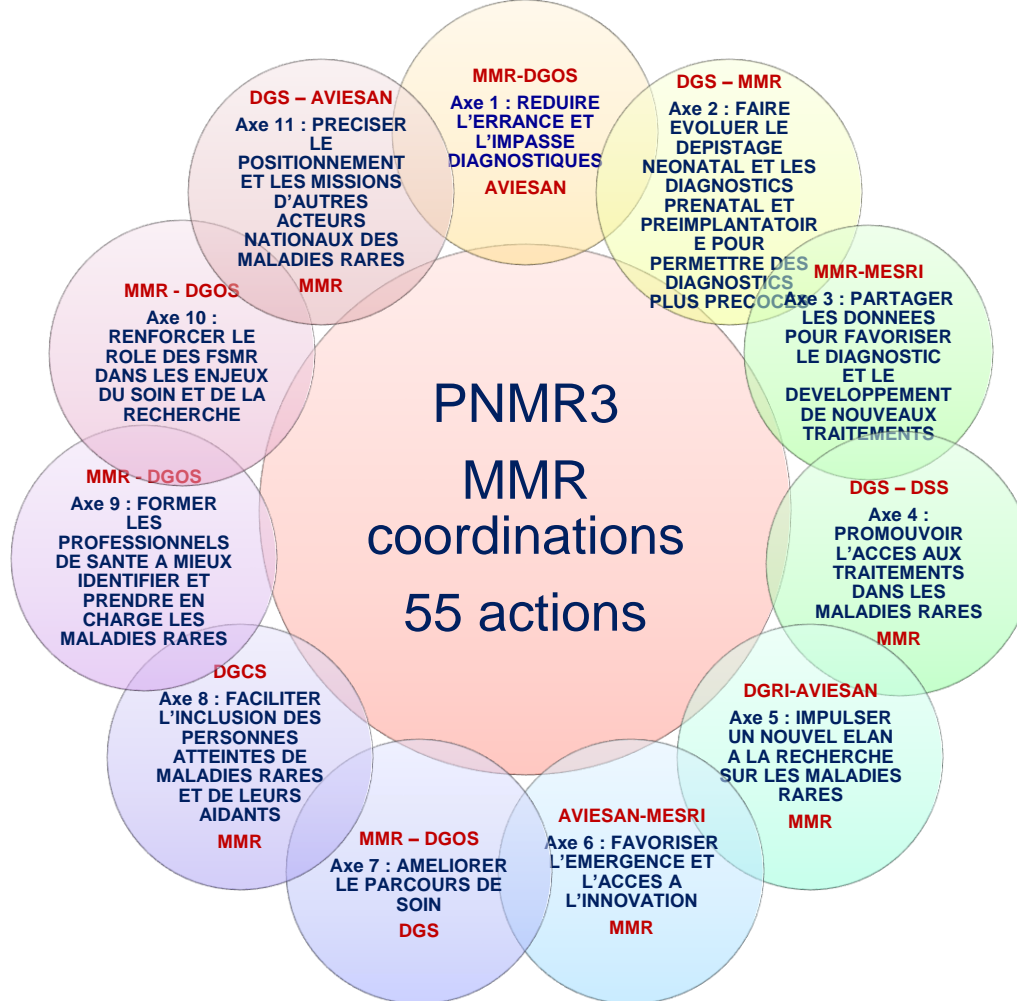 MMR-DGOS
Axe 1 : REDUIRE
L'ERRANCE ET
L'IMPASSE
DIAGNOSTIQUES
AVIESAN
DGS – MMR
Axe 2 : FAIRE
EVOLUER LE
DEPISTAGE
NEONATAL ET LES
DIAGNOSTICS
PRENATAL ET
PREIMPLANTATOIR
E POUR
PERMETTRE DES
DIAGNOSTICS
PLUS PRECOCES
MMR-MESRI
Axe 3 : PARTAGER
LES DONNEES
POUR FAVORISER
LE DIAGNOSTIC
ET LE
DEVELOPPEMENT
DE NOUVEAUX
TRAITEMENTS
DGS – DSS
Axe 4 :
PROMOUVOIR
L'ACCES AUX
TRAITEMENTS
DANS LES
MALADIES RARES
MMR
DGRI-AVIESAN
Axe 5 : IMPULSER
UN NOUVEL ELAN
A LA RECHERCHE
SUR LES MALADIES
RARES
MMR
AVIESAN-MESRI
Axe 6 : FAVORISER
L'EMERGENCE ET
L'ACCES A
L'INNOVATION
MMR
MMR – DGOS
Axe 7 : AMELIORER
LE PARCOURS DE
SOIN
DGS
DGCS
Axe 8 : FACILITER
L'INCLUSION DES
PERSONNES
ATTEINTES DE
MALADIES RARES
ET DE LEURS
AIDANTS
MMR
MMR - DGOS
Axe 9 : FORMER
LES
PROFESSIONNELS
DE SANTE A MIEUX
IDENTIFIER ET
PRENDRE EN
CHARGE LES
MALADIES RARES
MMR - DGOS
Axe 10 :
RENFORCER LE
ROLE DES FSMR
DANS LES ENJEUX
DU SOIN ET DE LA
RECHERCHE
DGS – AVIESAN
Axe 11 : PRECISER
LE
POSITIONNEMENT
ET LES MISSIONS
D'AUTRES
ACTEURS
NATIONAUX DES
MALADIES RARES
MMR
PNMR3
MMR
coordinations
55 actions